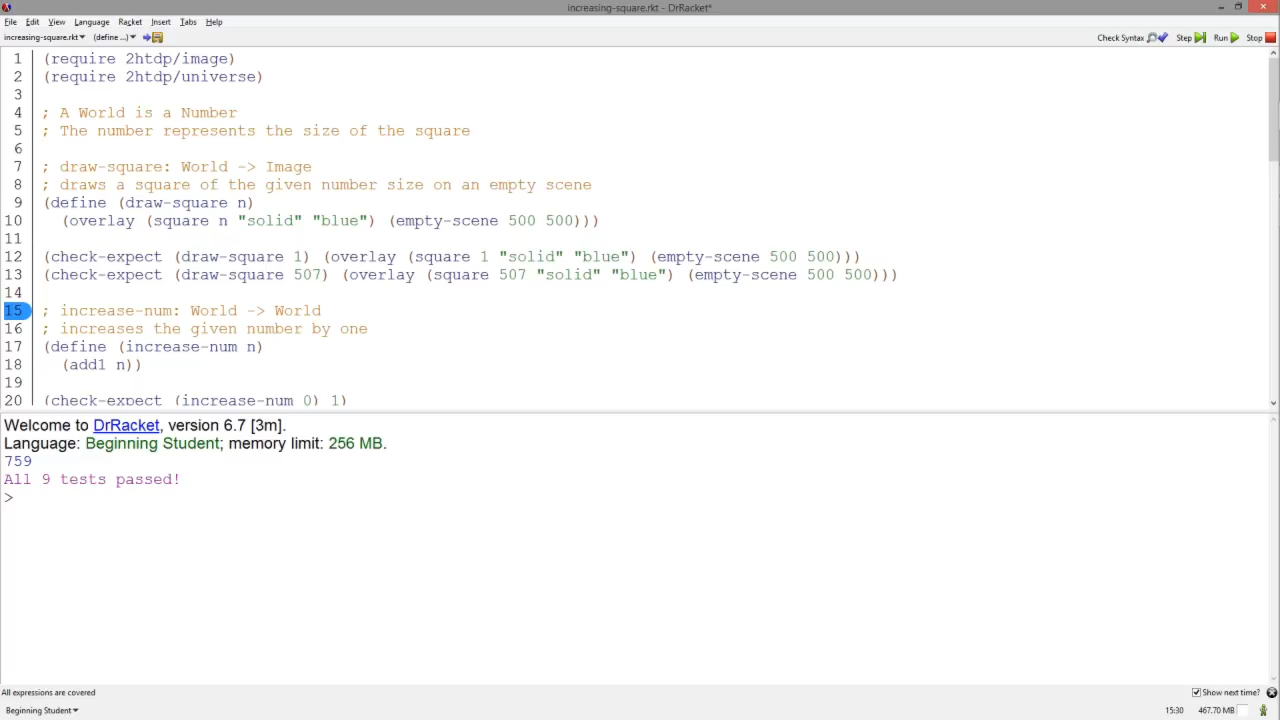 increasing-square.rkt - DrRacket*
File Edit View Language Racket Insert Tabs Help
increasing-square.rkt (define ...) Check Syntax Step Run Stop
1 (require 2htdp/image)
2 (require 2htdp/universe)
3
4 ; A World is a Number
5 ; The number represents the size of the square
6
7 ; draw-square: World -> Image
8 ; draws a square of the given number size on an empty scene
9 (define (draw-square n)
10 (overlay (square n "solid" "blue") (empty-scene 500 500)))
11
12 (check-expect (draw-square 1) (overlay (square 1 "solid" "blue") (empty-scene 500 500)))
13 (check-expect (draw-square 507) (overlay (square 507 "solid" "blue") (empty-scene 500 500)))
14
15 ; increase-num: World -> World
16 ; increases the given number by one
17 (define (increase-num n)
18 (add1 n))
19
20 (check-expect (increase-num 0) 1)
Welcome to DrRacket, version 6.7 [3m].
Language: Beginning Student; memory limit: 256 MB.
759
All 9 tests passed!
>
All expressions are covered Show next time?
Beginning Student 15:30 467.70 MB